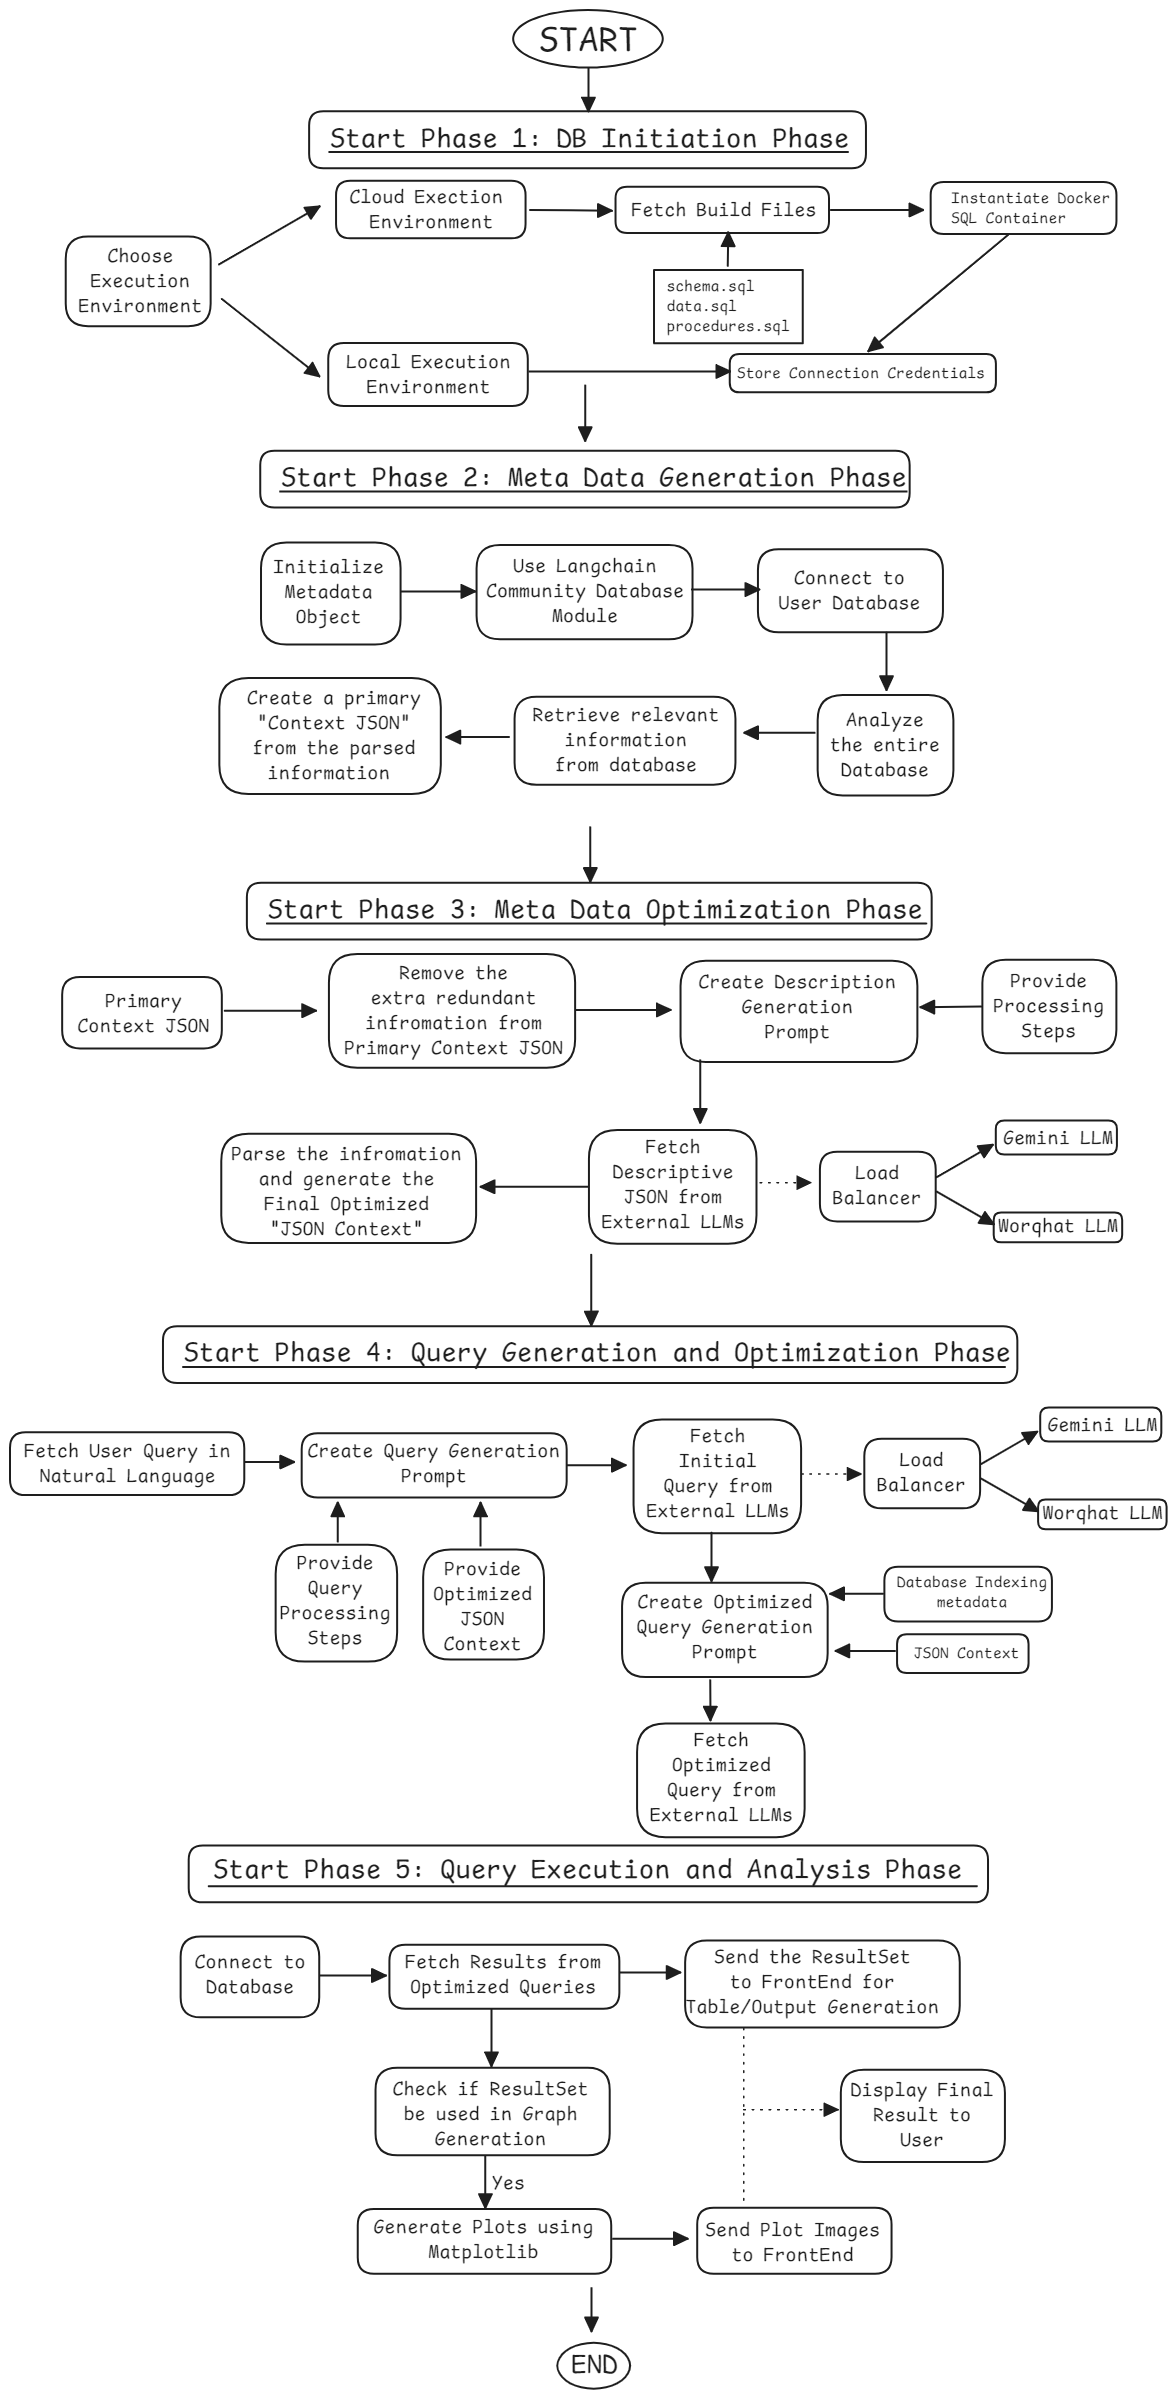 START
Start Phase 1: DB Initiation Phase
Cloud Exection
Environment
Fetch Build Files
Instantiate Docker
SQL Container
Choose
Execution
Environment
schema.sql
data.sql
procedures.sql
Local Execution
Environment
Store Connection Credentials
Start Phase 2: Meta Data Generation Phase
Initialize
Metadata
Object
Use Langchain
Community Database
Module
Connect to
User Database
Create a primary
"Context JSON"
from the parsed
information
Retrieve relevant
information
from database
Analyze
the entire
Database
Start Phase 3: Meta Data Optimization Phase
Primary
Context JSON
Remove the
extra redundant
infromation from
Primary Context JSON
Create Description
Generation
Prompt
Provide
Processing
Steps
Parse the infromation
and generate the
Final Optimized
"JSON Context"
Fetch
Descriptive
JSON from
External LLMs
Load
Balancer
Gemini LLM
Worqhat LLM
Start Phase 4: Query Generation and Optimization Phase
Fetch User Query in
Natural Language
Create Query Generation
Prompt
Fetch
Initial
Query from
External LLMs
Load
Balancer
Gemini LLM
Worqhat LLM
Provide
Query
Processing
Steps
Provide
Optimized
JSON
Context
Create Optimized
Query Generation
Prompt
Database Indexing
metadata
JSON Context
Fetch
Optimized
Query from
External LLMs
Start Phase 5: Query Execution and Analysis Phase
Connect to
Database
Fetch Results from
Optimized Queries
Send the ResultSet
to FrontEnd for
Table/Output Generation
Check if ResultSet
be used in Graph
Generation
Display Final
Result to
User
Yes
Generate Plots using
Matplotlib
Send Plot Images
to FrontEnd
END